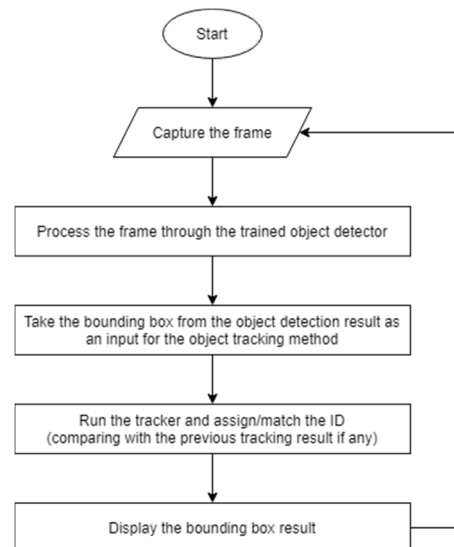 Start
Capture the frame
Process the frame through the trained object detector
Take the bounding box from the object detection result as
an input for the object tracking method
Run the tracker and assign/match the ID
(comparing with the previous tracking result if any)
Display the bounding box result